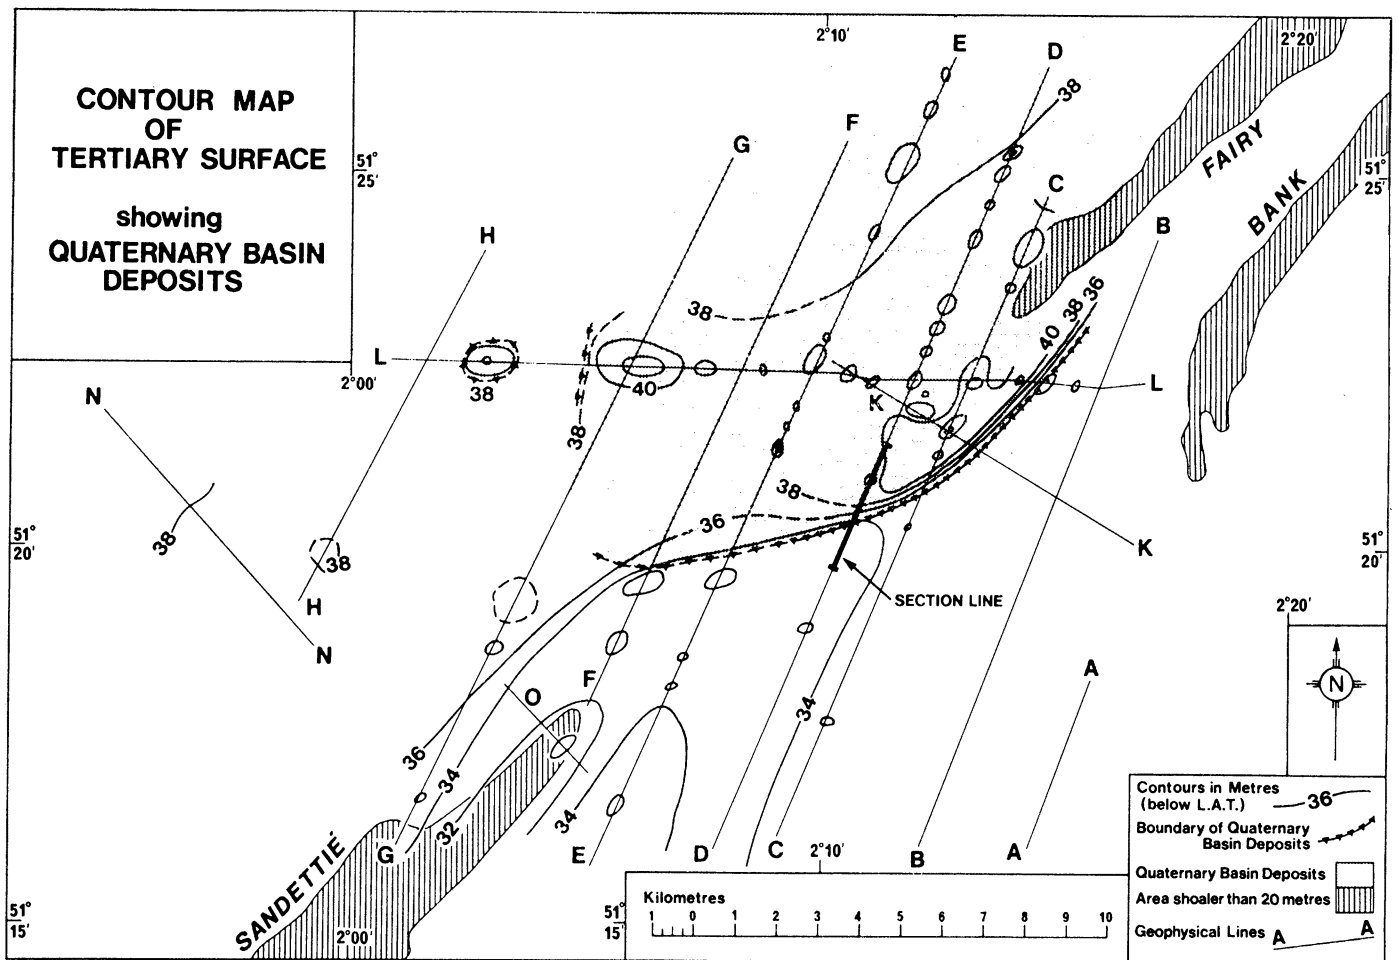 CONTOUR MAP
OF
TERTIARY SURFACE
showing
QUATERNARY BASIN
DEPOSITS
2°10'
2°20'
E
D
38
F
G
51°
25'
C
FAIRY
BANK
51°
25'
B
H
38
36
38
40
L
2°00'
38
40
L
N
K
38
38
38
36
51°
20'
38
K
51°
20'
H
SECTION LINE
2°20'
N
A
N
O
F
34
36
34
34
32
G
E
D
C
2°10'
B
A
SANDETTIÉ
51°
15'
2°00'
51°
15'
Kilometres
1 0 1 2 3 4 5 6 7 8 9 10
Contours in Metres
(below L.A.T.) 36
Boundary of Quaternary
Basin Deposits
Quaternary Basin Deposits
Area shoaler than 20 metres
Geophysical Lines A A